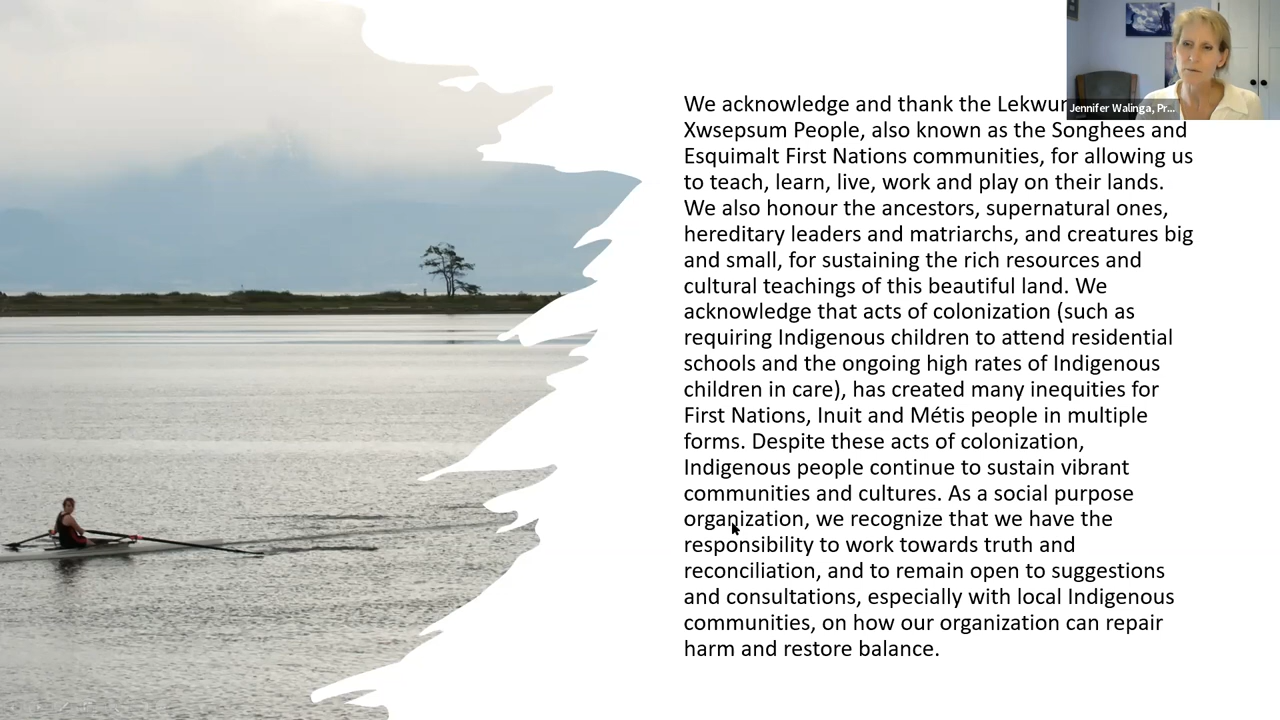 We acknowledge and thank the
Xwsepsum People, also known as the Songhees and
Esquimalt First Nations communities, for allowing us
to teach, learn, live, work and play on their lands.
We also honour the ancestors, supernatural ones,
hereditary leaders and matriarchs, and creatures big
and small, for sustaining the rich resources and
cultural teachings of this beautiful land. We
acknowledge that acts of colonization (such as
requiring Indigenous children to attend residential
schools and the ongoing high rates of Indigenous
children in care), has created many inequities for
First Nations, Inuit and Métis people in multiple
forms. Despite these acts of colonization,
Indigenous people continue to sustain vibrant
communities and cultures. As a social purpose
organization, we recognize that we have the
responsibility to work towards truth and
reconciliation, and to remain open to suggestions
and consultations, especially with local Indigenous
communities, on how our organization can repair
harm and restore balance.
Jennifer Walinga, Pr...